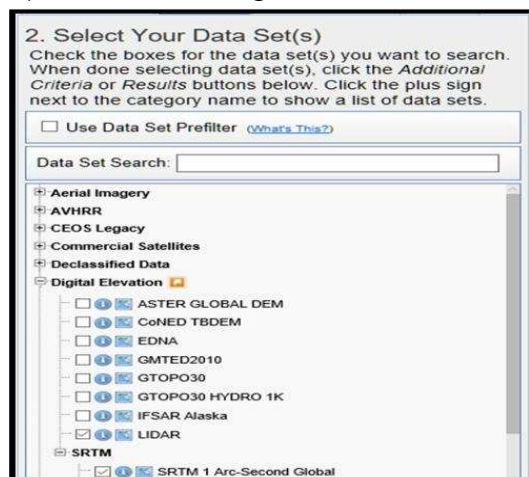 2. Select Your Data Set(s)
Check the boxes for the data set(s) you want to search.
When done selecting data set(s), click the Additional
Criteria or Results buttons below. Click the plus sign
next to the category name to show a list of data sets.
Use Data Set Prefilter (What's This?)
Data Set Search:
Aerial Imagery
AVHRR
CEOS Legacy
Commercial Satellites
Declassified Data
Digital Elevation
ASTER GLOBAL DEM
CoNED TBDEM
EDNA
GMTED2010
GTOPO30
GTOPO30 HYDRO 1K
IFSAR Alaska
LIDAR
SRTM
SRTM 1 Arc-Second Global